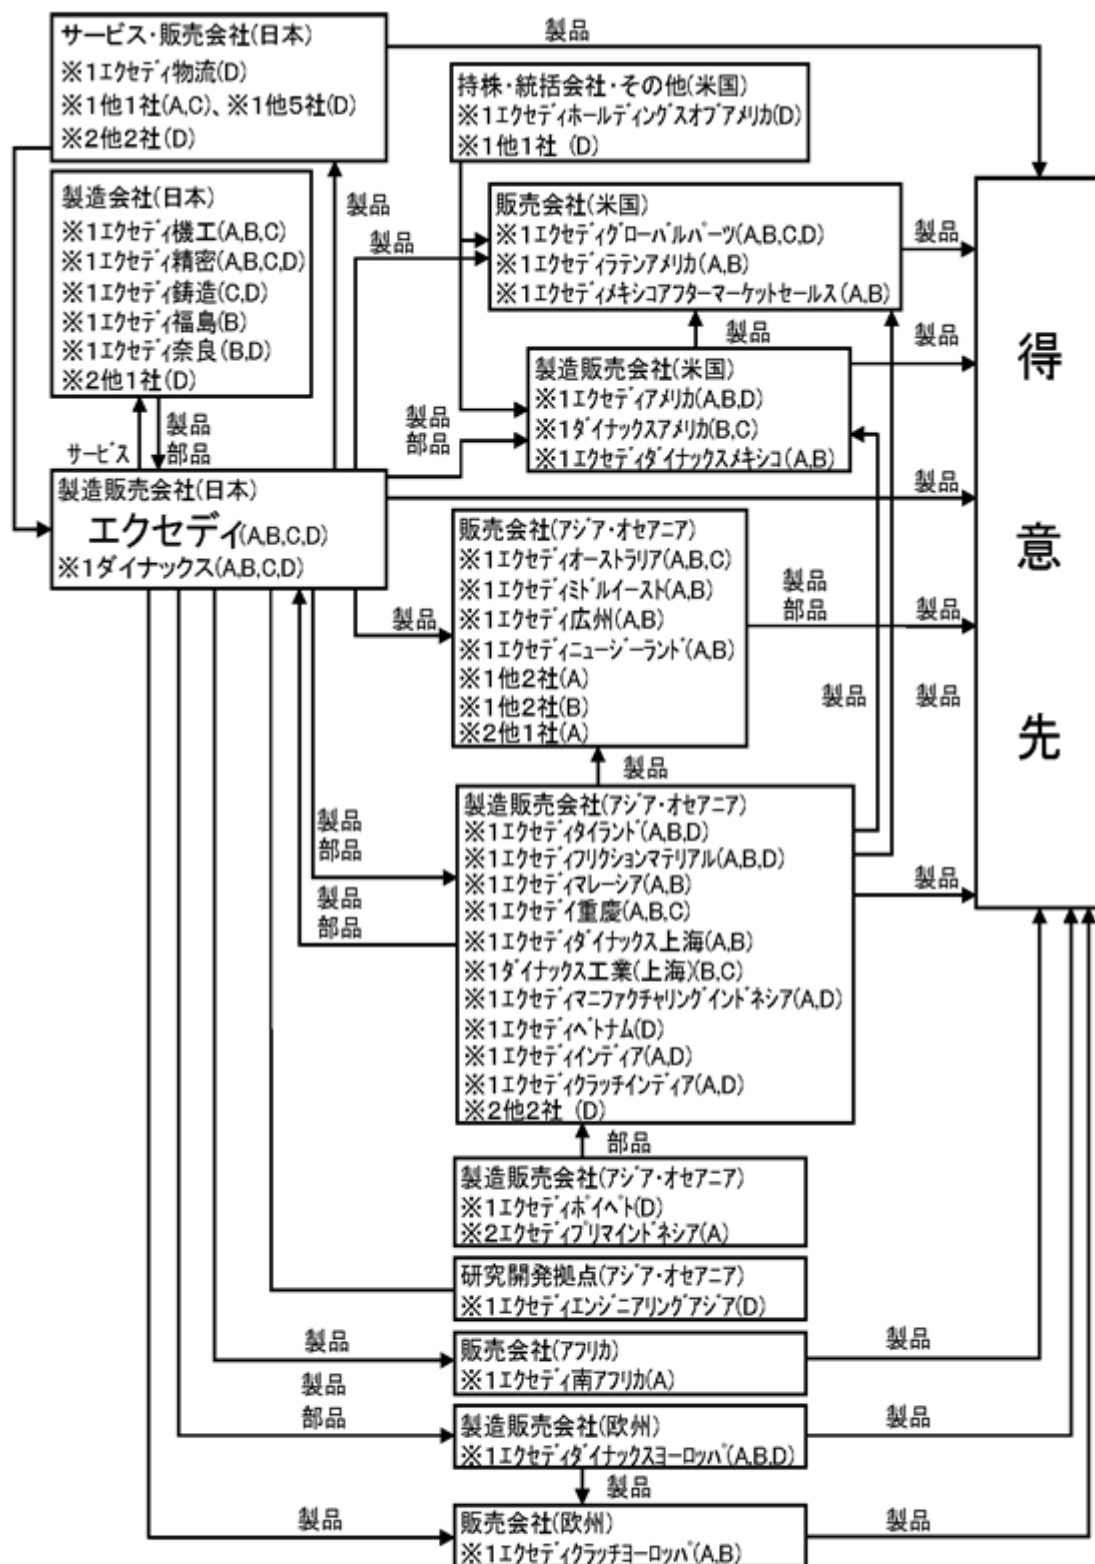 サービス・販売会社(日本)
※1エクセディ物流(D)
※1他1社(A,C)、※1他5社(D)
※2他2社(D)
製品
持株・統括会社・その他(米国)
※1エクセディホールディングスオブアメリカ(D)
※1他1社 (D)
製造会社(日本)
※1エクセディ機工(A,B,C)
※1エクセディ精密(A,B,C,D)
※1エクセディ鋳造(C,D)
※1エクセディ福島(B)
※1エクセディ奈良(B,D)
※2他1社(D)
製品
製品
販売会社(米国)
※1エクセディグローバルパーツ(A,B,C,D)
※1エクセディラテンアメリカ(A,B)
※1エクセディメキシコアフターマーケットセールス(A,B)
製品
製品
製造販売会社(米国)
※1エクセディアメリカ(A,B,D)
※1ダイナックスアメリカ(B,C)
※1エクセディダイナックスメキシコ(A,B)
製品
製品
部品
サービス
製品
部品
製造販売会社(日本)
エクセディ(A,B,C,D)
※1ダイナックス(A,B,C,D)
製品
得
意
先
販売会社(アジア・オセアニア)
※1エクセディオーストラリア(A,B,C)
※1エクセディミドルイースト(A,B)
※1エクセディ広州(A,B)
※1エクセディニュージーランド(A,B)
※1他2社(A)
※1他2社(B)
※2他1社(A)
製品
製品
部品
製品
製品
製品
製品
製造販売会社(アジア・オセアニア)
※1エクセディタイランド(A,B,D)
※1エクセディフリクションマテリアル(A,B,D)
※1エクセディマレーシア(A,B)
※1エクセデイ重慶(A,B,C)
※1エクセディダイナックス上海(A,B)
※1ダイナックス工業(上海)(B,C)
※1エクセディマニファクチャリングインドネシア(A,D)
※1エクセディベトナム(D)
※1エクセディインディア(A,D)
※1エクセディクラッチインディア(A,D)
※2他2社 (D)
製品
部品
製品
部品
製品
部品
製造販売会社(アジア・オセアニア)
※1エクセディポイペト(D)
※2エクセディプリマインドネシア(A)
研究開発拠点(アジア・オセアニア)
※1エクセディエンジニアリングアジア(D)
製品
販売会社(アフリカ)
※1エクセディ南アフリカ(A)
製品
製品
部品
製造販売会社(欧州)
※1エクセディダイナックスヨーロッパ(A,B,D)
製品
製品
製品
販売会社(欧州)
※1エクセディクラッチヨーロッパ(A,B)
製品